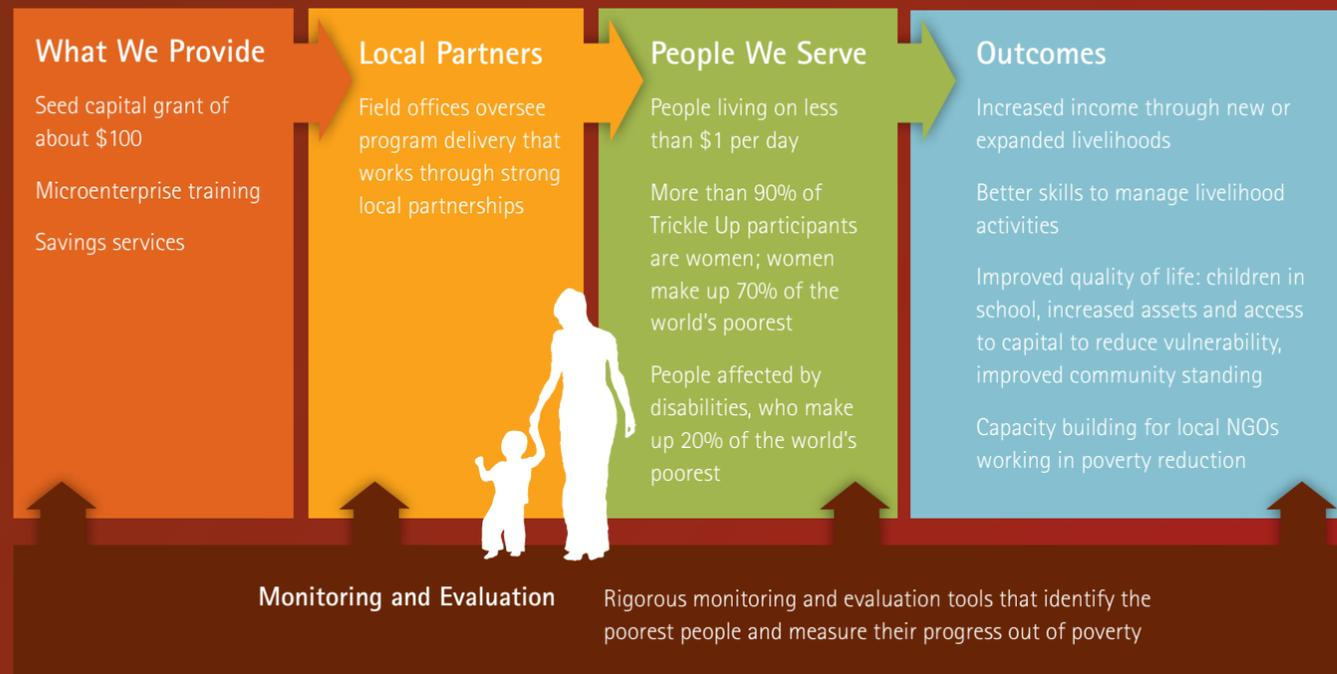 What We Provide
Seed capital grant of
about $100
Microenterprise training
Savings services
Local Partners
Field offices oversee
program delivery that
works through strong
local partnerships
People We Serve
People living on less
than $1 per day
More than 90% of
Trickle Up participants
are women; women
make up 70% of the
world's poorest
People affected by
disabilities, who make
up 20% of the world's
poorest
Outcomes
Increased income through new or
expanded livelihoods
Better skills to manage livelihood
activities
Improved quality of life: children in
school, increased assets and access
to capital to reduce vulnerability,
improved community standing
Capacity building for local NGOs
working in poverty reduction
Monitoring and Evaluation
Rigorous monitoring and evaluation tools that identify the
poorest people and measure their progress out of poverty